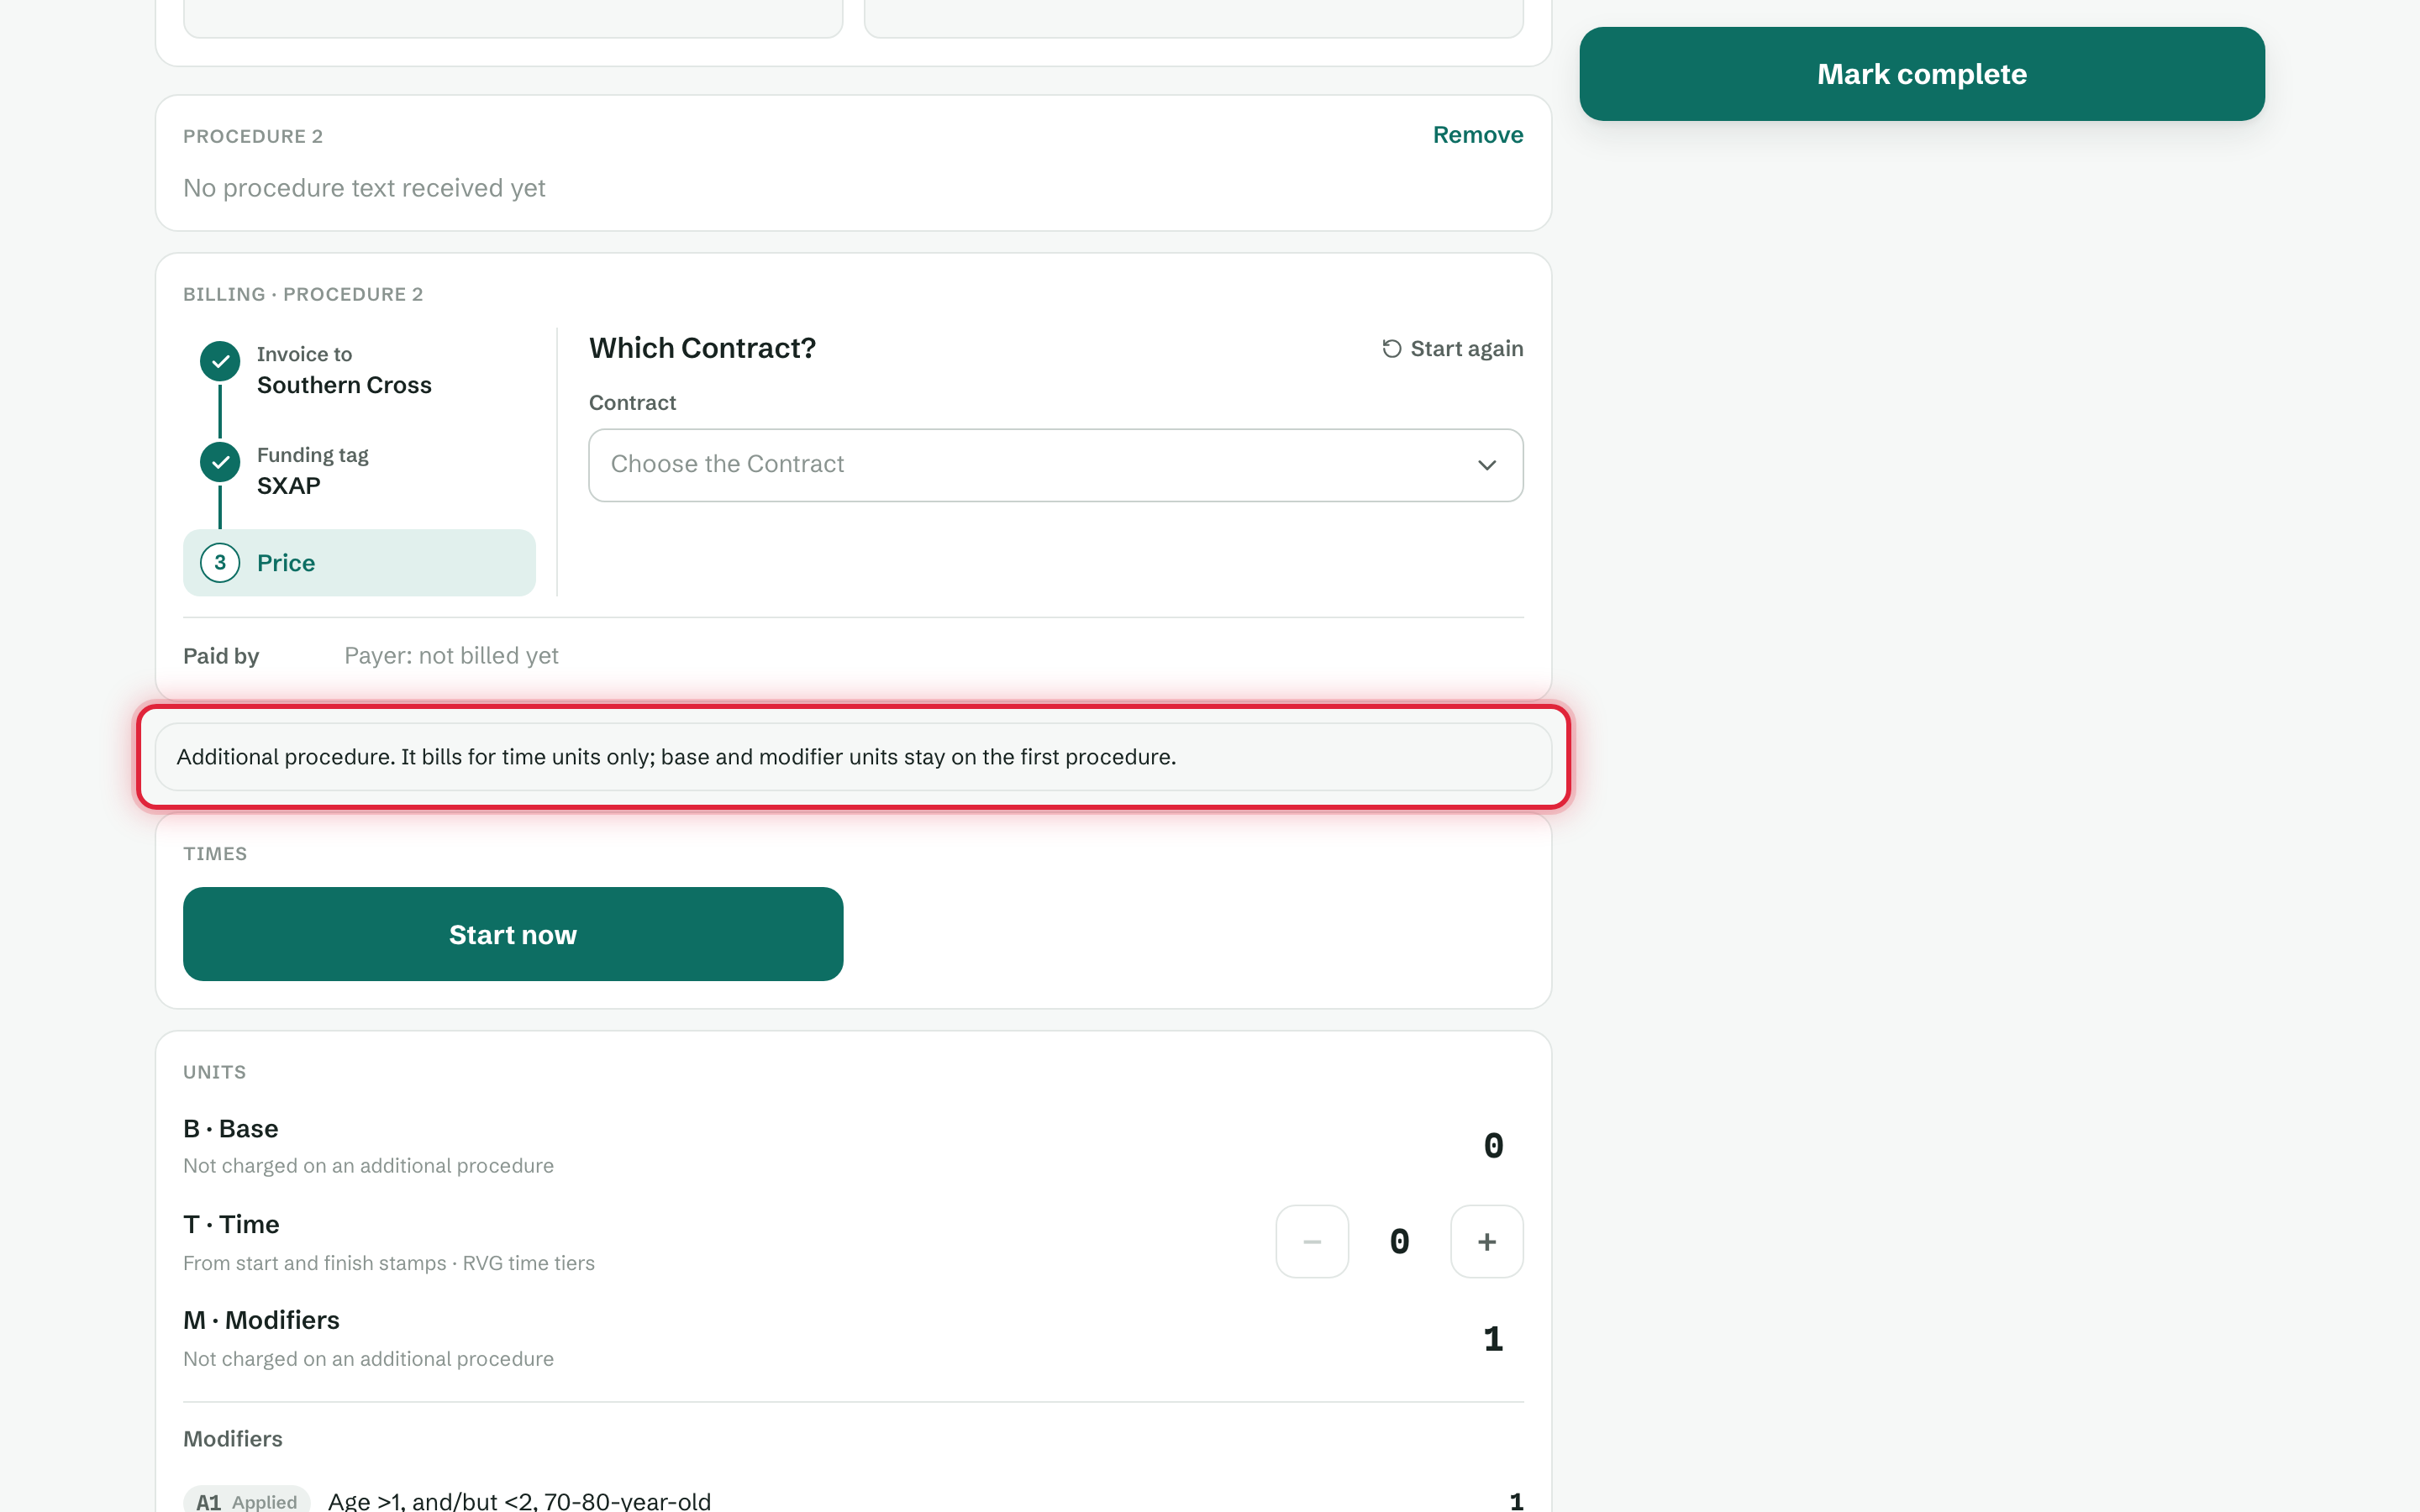 Mark complete
PROCEDURE 2
Remove
No procedure text received yet
BILLING · PROCEDURE 2
Invoice to
Southern Cross
Funding tag
SXAP
3
Price
Which Contract?
Start again
Contract
Choose the Contract
Paid by
Payer: not billed yet
Additional procedure. It bills for time units only; base and modifier units stay on the first procedure.
TIMES
Start now
UNITS
B · Base
Not charged on an additional procedure
0
T · Time
From start and finish stamps · RVG time tiers
− 0 +
M · Modifiers
Not charged on an additional procedure
1
Modifiers
A1 Applied Age >1, and/but <2, 70-80-year-old 1